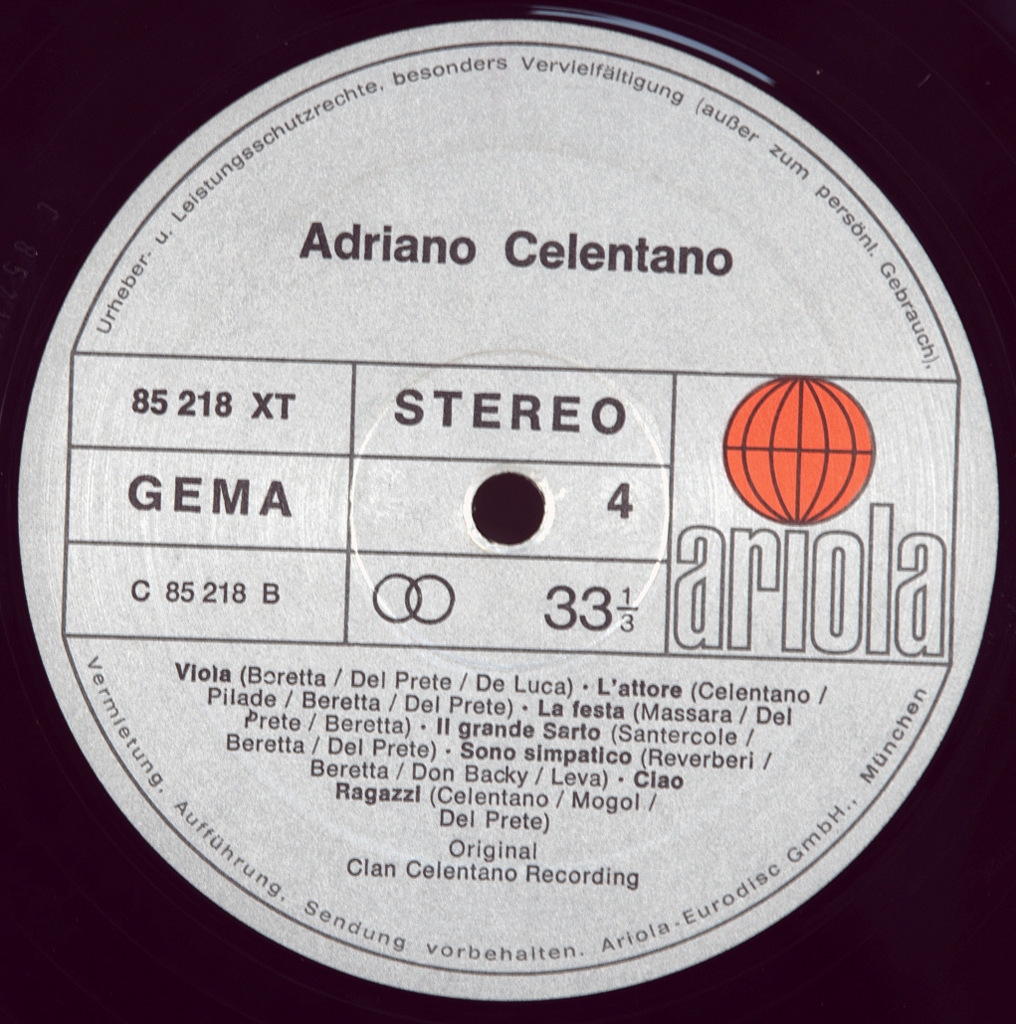 Urheber- u. Leistungsschutzrechte, besonders Vervielfältigung (außer zum persönl. Gebrauch),
Adriano Celentano
85 218 XT
STEREO
GEMA
4
C 85 218 B
33 1/3
ariola
Viola (Boretta / Del Prete / De Luca) · L'attore (Celentano /
Pilade / Beretta / Del Prete) · La festa (Massara / Del
Prete / Beretta) · Il grande Sarto (Santercole /
Beretta / Del Prete) · Sono simpatico (Reverberi /
Beretta / Don Backy / Leva) · Ciao
Ragazzi (Celentano / Mogol /
Del Prete)
Original
Clan Celentano Recording
Vermietung, Aufführung, Sendung vorbehalten. Ariola-Eurodisc GmbH., München